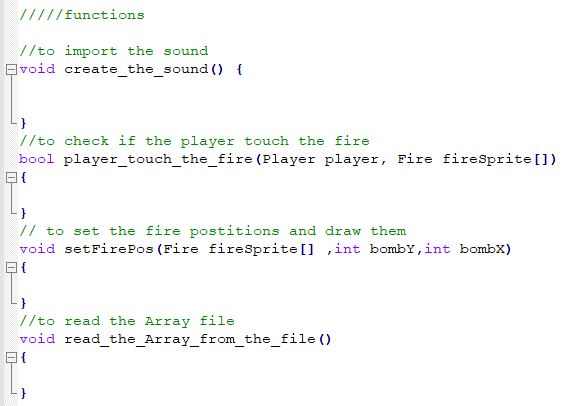 /////functions
//to import the sound
void create_the_sound() {
}
//to check if the player touch the fire
bool player_touch_the_fire(Player player, Fire fireSprite[])
{
}
// to set the fire postitions and draw them
void setFirePos(Fire fireSprite[] ,int bombY,int bombX)
{
}
//to read the Array file
void read_the_Array_from_the_file()
{
}